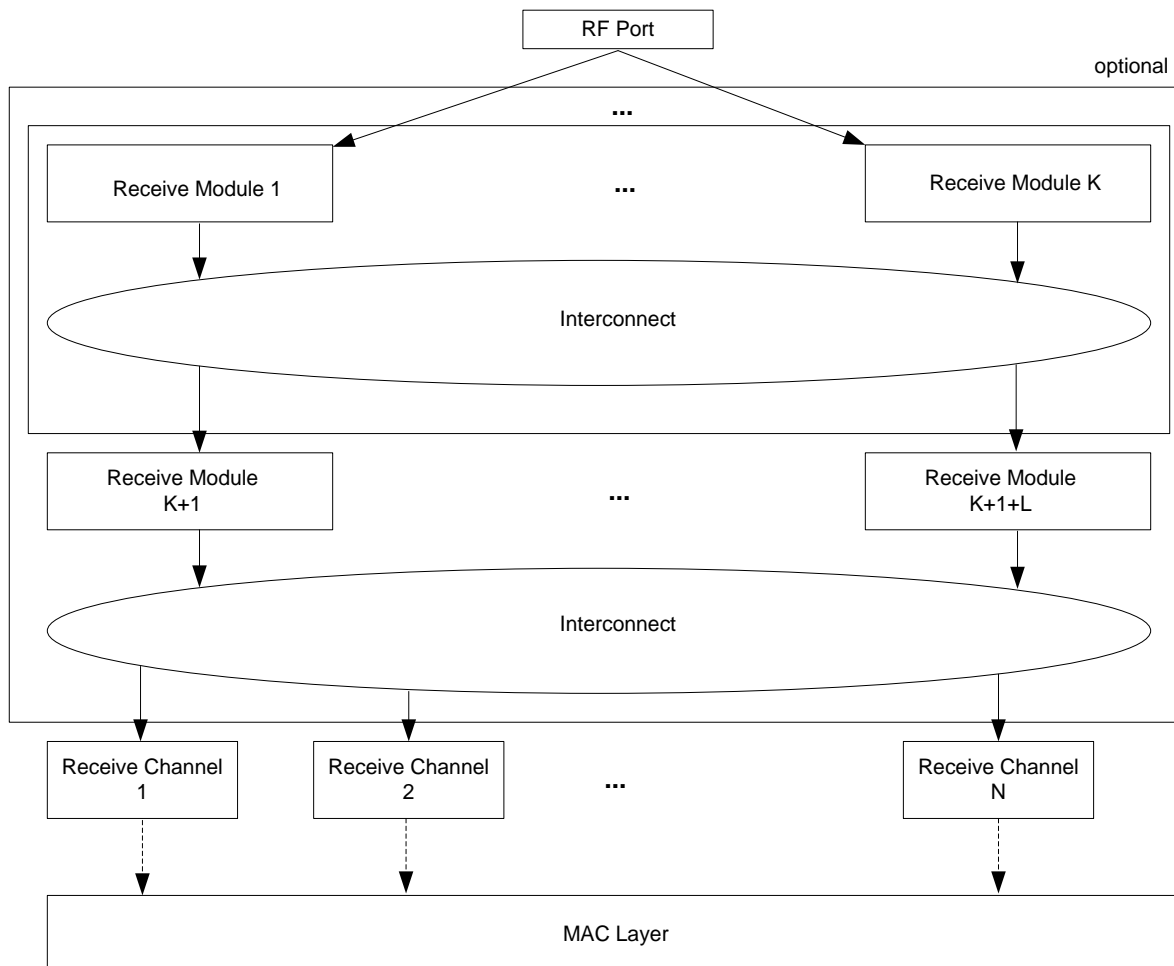 RF Port
optional
...
Receive Module 1
...
Receive Module K
Interconnect
Receive Module
K+1
...
Receive Module
K+1+L
Interconnect
Receive Channel
1
Receive Channel
2
...
Receive Channel
N
MAC Layer